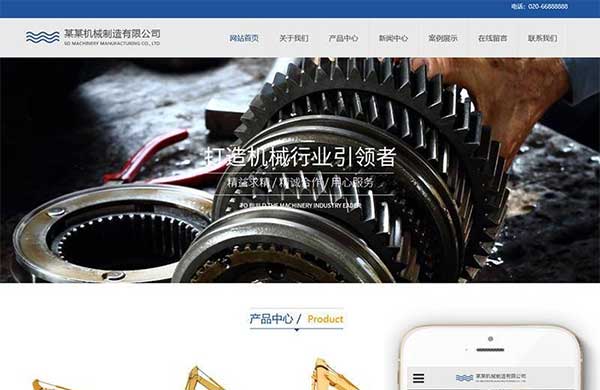 电话：020-66888888
某某机械制造有限公司
SD MACHINERY MANUFACTURING CO., LTD
网站首页 关于我们 产品中心 新闻中心 案例展示 在线留言 联系我们
打造机械行业引领者
精益求精 / 精诚合作 / 用心服务
TO BUILD THE MACHINERY INDUSTRY EADER
产品中心 / Product
某某机械制造有限公司